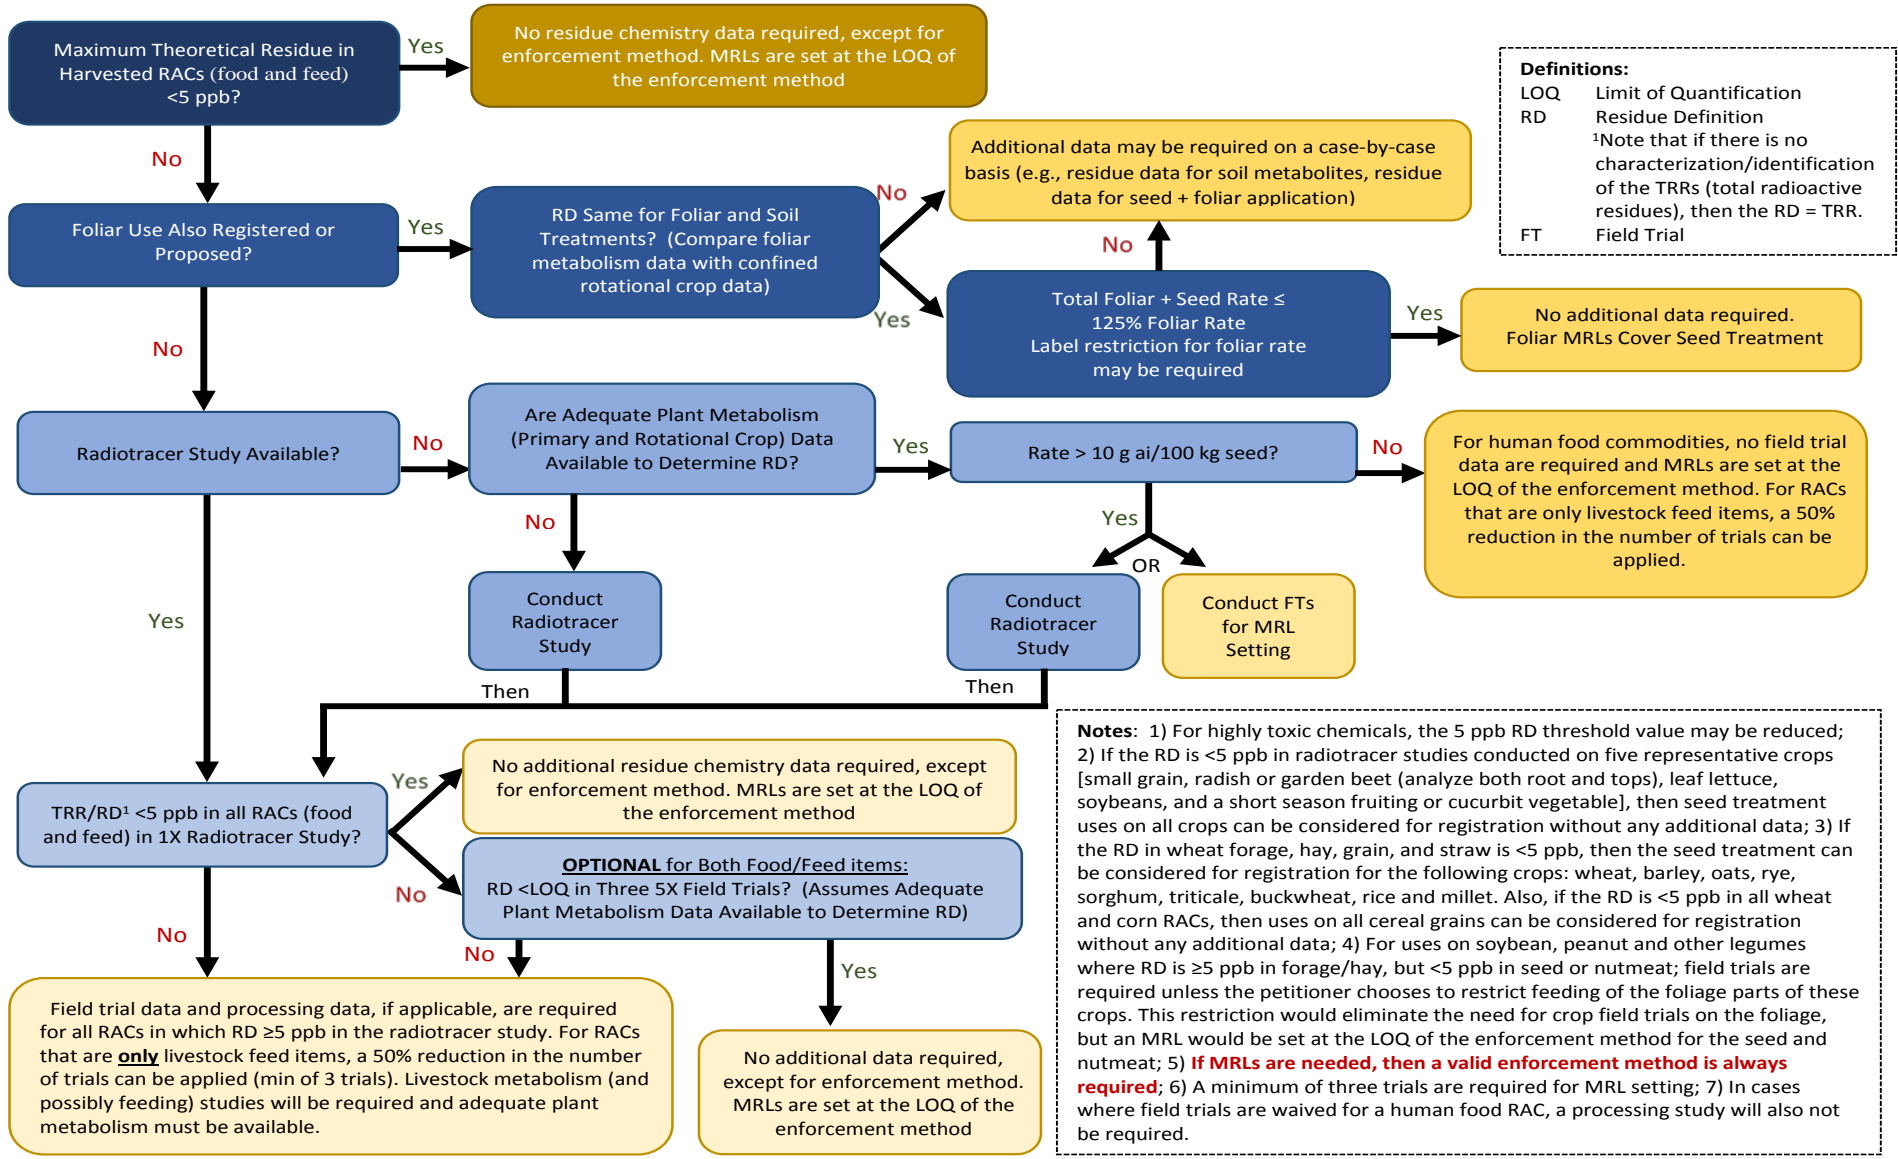 Maximum Theoretical Residue in
Harvested RACs (food and feed)
<5 ppb?
Yes
No residue chemistry data required, except for
enforcement method. MRLs are set at the LOQ of
the enforcement method
Definitions:
LOQ Limit of Quantification
RD Residue Definition
¹Note that if there is no
characterization/identification
of the TRRs (total radioactive
residues), then the RD = TRR.
FT Field Trial
No
Foliar Use Also Registered or
Proposed?
Yes
RD Same for Foliar and Soil
Treatments? (Compare foliar
metabolism data with confined
rotational crop data)
No
Additional data may be required on a case-by-case
basis (e.g., residue data for soil metabolites, residue
data for seed + foliar application)
No
Yes
Total Foliar + Seed Rate ≤
125% Foliar Rate
Label restriction for foliar rate
may be required
Yes
No additional data required.
Foliar MRLs Cover Seed Treatment
No
Radiotracer Study Available?
No
Are Adequate Plant Metabolism
(Primary and Rotational Crop) Data
Available to Determine RD?
Yes
Rate > 10 g ai/100 kg seed?
No
For human food commodities, no field trial
data are required and MRLs are set at the
LOQ of the enforcement method. For RACs
that are only livestock feed items, a 50%
reduction in the number of trials can be
applied.
No
Yes
OR
Conduct
Radiotracer
Study
Conduct
Radiotracer
Study
Conduct FTs
for MRL
Setting
Yes
Then
Then
TRR/RD¹ <5 ppb in all RACs (food
and feed) in 1X Radiotracer Study?
Yes
No additional residue chemistry data required, except
for enforcement method. MRLs are set at the LOQ of
the enforcement method
No
OPTIONAL for Both Food/Feed items:
RD <LOQ in Three 5X Field Trials? (Assumes Adequate
Plant Metabolism Data Available to Determine RD)
No
No
Yes
Field trial data and processing data, if applicable, are required
for all RACs in which RD ≥5 ppb in the radiotracer study. For RACs
that are only livestock feed items, a 50% reduction in the number
of trials can be applied (min of 3 trials). Livestock metabolism (and
possibly feeding) studies will be required and adequate plant
metabolism must be available.
No additional data required,
except for enforcement method.
MRLs are set at the LOQ of the
enforcement method
Notes: 1) For highly toxic chemicals, the 5 ppb RD threshold value may be reduced;
2) If the RD is <5 ppb in radiotracer studies conducted on five representative crops
[small grain, radish or garden beet (analyze both root and tops), leaf lettuce,
soybeans, and a short season fruiting or cucurbit vegetable], then seed treatment
uses on all crops can be considered for registration without any additional data; 3) If
the RD in wheat forage, hay, grain, and straw is <5 ppb, then the seed treatment can
be considered for registration for the following crops: wheat, barley, oats, rye,
sorghum, triticale, buckwheat, rice and millet. Also, if the RD is <5 ppb in all wheat
and corn RACs, then uses on all cereal grains can be considered for registration
without any additional data; 4) For uses on soybean, peanut and other legumes
where RD is ≥5 ppb in forage/hay, but <5 ppb in seed or nutmeat; field trials are
required unless the petitioner chooses to restrict feeding of the foliage parts of these
crops. This restriction would eliminate the need for crop field trials on the foliage,
but an MRL would be set at the LOQ of the enforcement method for the seed and
nutmeat; 5) If MRLs are needed, then a valid enforcement method is always
required; 6) A minimum of three trials are required for MRL setting; 7) In cases
where field trials are waived for a human food RAC, a processing study will also not
be required.